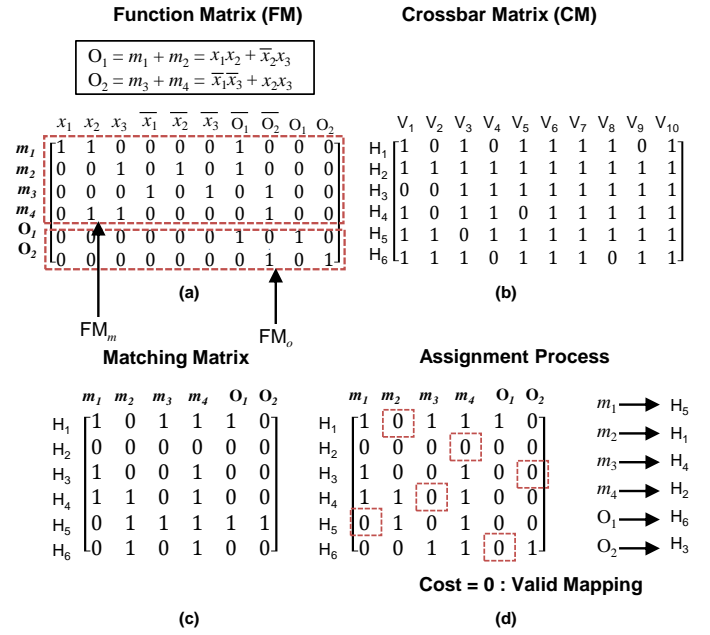 Function Matrix (FM)
Crossbar Matrix (CM)
O₁ = m₁ + m₂ = x₁x₂ + x̅₂x₃
O₂ = m₃ + m₄ = x̅₁x̅₃ + x₂x₃
x₁ x₂ x₃ x̅₁ x̅₂ x̅₃ O̅₁ O̅₂ O₁ O₂
m₁ 1 1 0 0 0 0 1 0 0 0
m₂ 0 0 1 0 1 0 1 0 0 0
m₃ 0 0 0 1 0 1 0 1 0 0
m₄ 0 1 1 0 0 0 0 1 0 0
O₁ 0 0 0 0 0 0 1 0 1 0
O₂ 0 0 0 0 0 0 0 1 0 1
(a)
FMₘ
FMₒ
V₁ V₂ V₃ V₄ V₅ V₆ V₇ V₈ V₉ V₁₀
H₁ 1 0 1 0 1 1 1 1 0 1
H₂ 1 1 1 1 1 1 1 1 1 1
H₃ 0 0 1 1 1 1 1 1 1 1
H₄ 1 0 1 1 0 1 1 1 1 1
H₅ 1 1 0 1 1 1 1 1 1 1
H₆ 1 1 1 0 1 1 1 0 1 1
(b)
Matching Matrix
m₁ m₂ m₃ m₄ O₁ O₂
H₁ 1 0 1 1 1 0
H₂ 0 0 0 0 0 0
H₃ 1 0 0 1 0 0
H₄ 1 1 0 1 0 0
H₅ 0 1 1 1 1 1
H₆ 0 1 0 1 0 0
(c)
Assignment Process
m₁ m₂ m₃ m₄ O₁ O₂
H₁ 1 0 1 1 1 0
H₂ 0 0 0 0 0 0
H₃ 1 0 0 1 0 0
H₄ 1 1 0 1 0 0
H₅ 0 1 0 1 0 0
H₆ 0 0 1 1 0 1
m₁ → H₅
m₂ → H₁
m₃ → H₄
m₄ → H₂
O₁ → H₆
O₂ → H₃
Cost = 0 : Valid Mapping
(d)